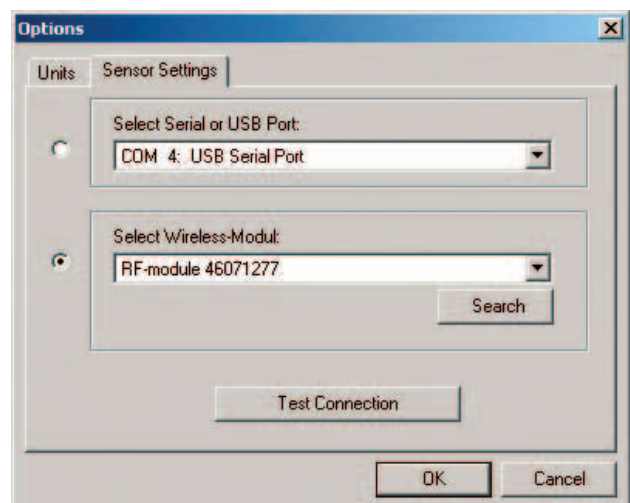 Options
Units
Sensor Settings
Select Serial or USB Port:
COM 4: USB Serial Port
Select Wireless-Modul:
RF-module 46071277
Search
Test Connection
OK
Cancel